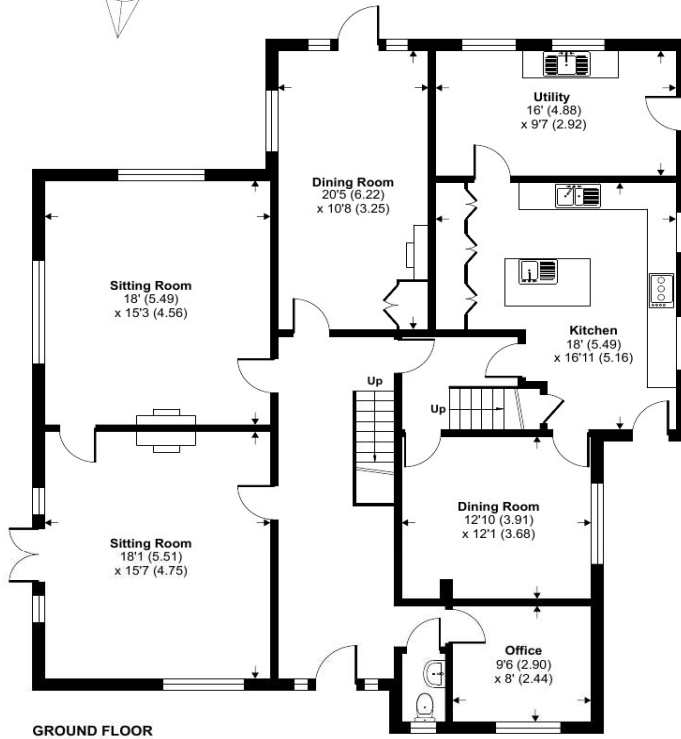 Utility
16' (4.88)
x 9'7 (2.92)
Dining Room
20'5 (6.22)
x 10'8 (3.25)
Sitting Room
18' (5.49)
x 15'3 (4.56)
Kitchen
18' (5.49)
x 16'11 (5.16)
Up
Up
Dining Room
12'10 (3.91)
x 12'1 (3.68)
Sitting Room
18'1 (5.51)
x 15'7 (4.75)
Office
9'6 (2.90)
x 8' (2.44)
GROUND FLOOR